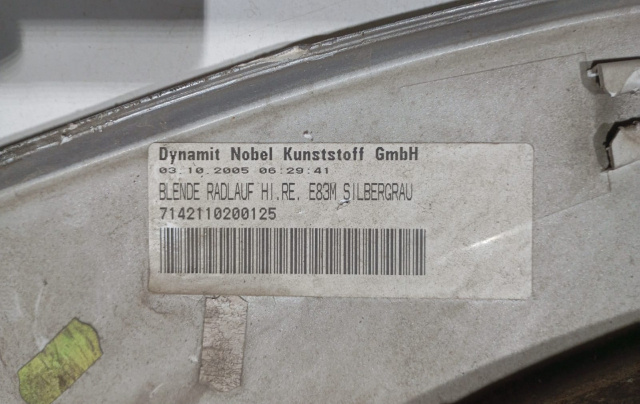 Dynamit Nobel Kunststoff GmbH
03.10.2005 06:29:41
BLENDE RADLAUF HI.RE. E83M SILBERGRAU
7142110200125